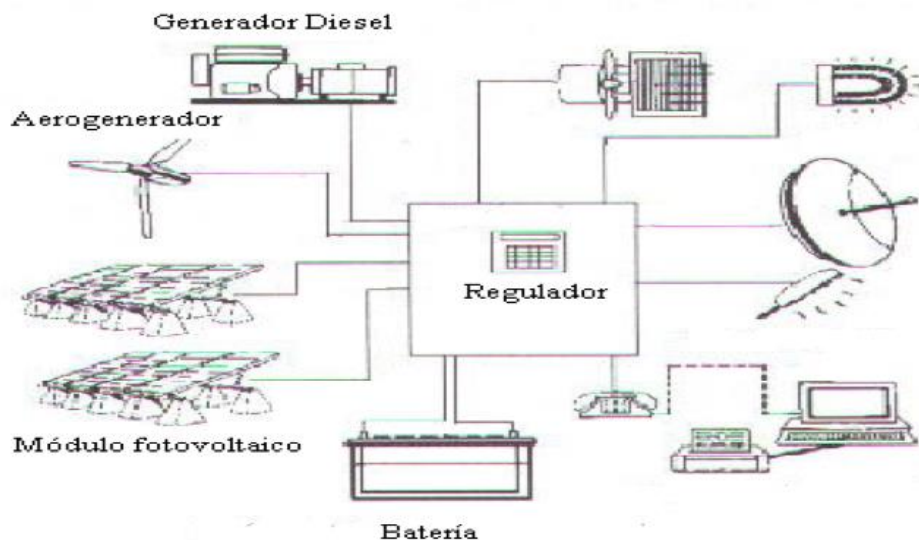 Generador Diesel
Aerogenerador
Regulador
Módulo fotovoltaico
Batería